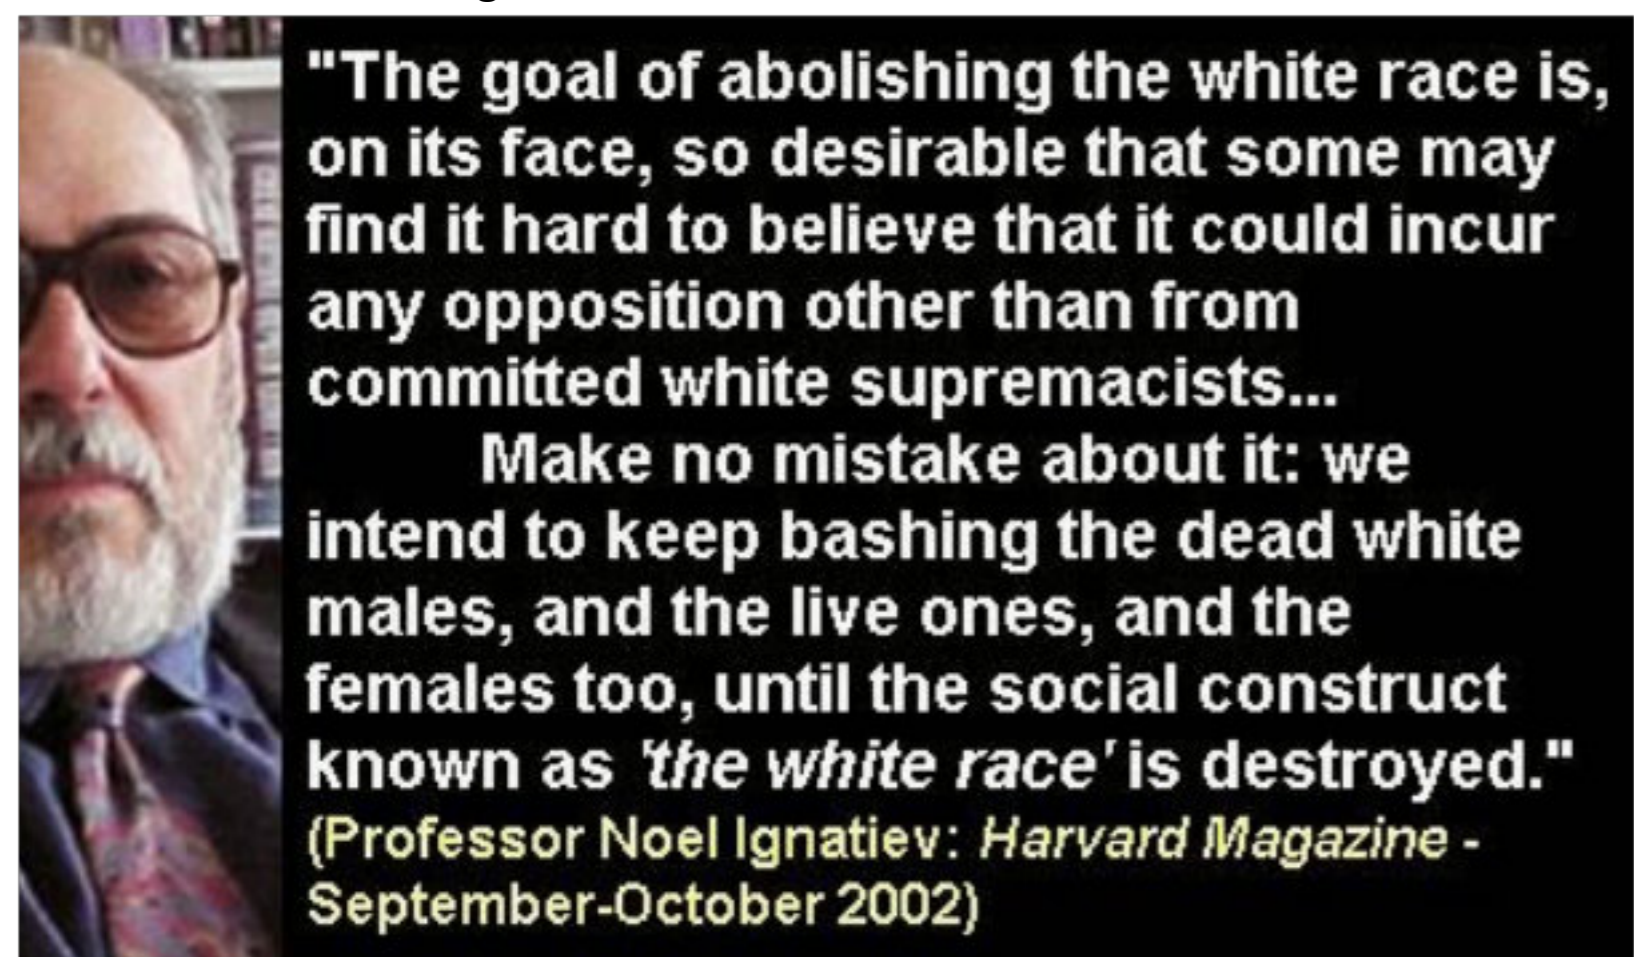 "The goal of abolishing the white race is,
on its face, so desirable that some may
find it hard to believe that it could incur
any opposition other than from
committed white supremacists...
Make no mistake about it: we
intend to keep bashing the dead white
males, and the live ones, and the
females too, until the social construct
known as 'the white race' is destroyed."
(Professor Noel Ignatiev: Harvard Magazine -
September-October 2002)